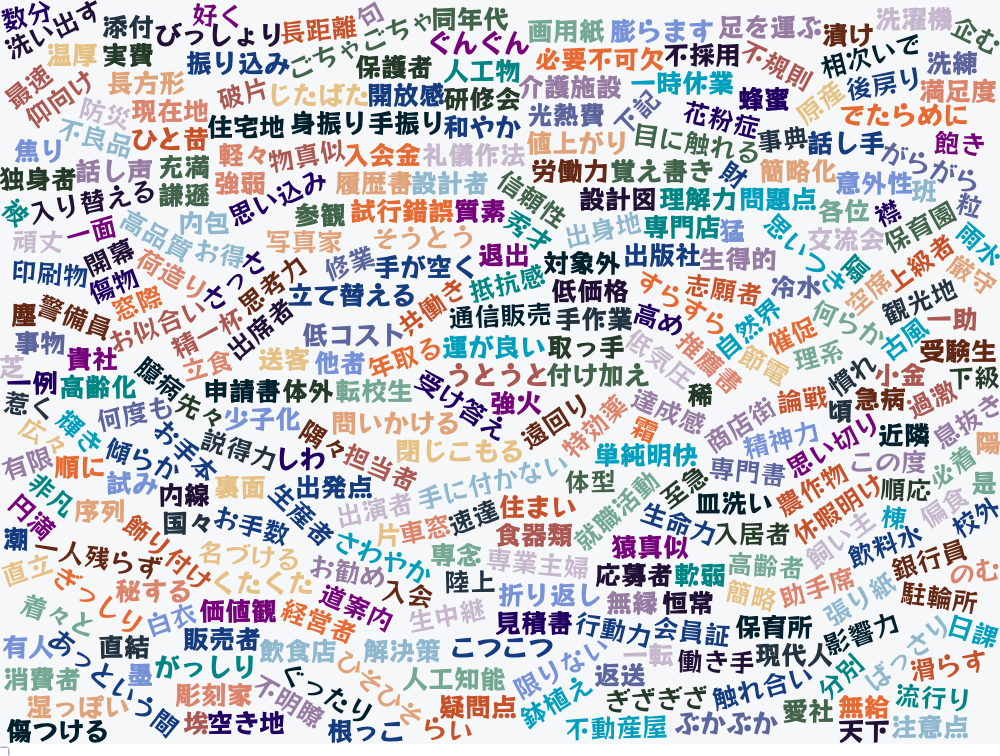 数分
洗い出す
添付
好く
びっしょり
長距離
句
ごちゃごちゃ
同年代
ぐんぐん
画用紙
膨らます
足を運ぶ
漬け
洗濯機
企む
温厚
実費
振り込み
保護者
人工物
必要不可欠
不採用
不規則
相次いで
洗練
最速
仰向け
長方形
破片
じたばた
開放感
研修会
介護施設
一時休業
蜂蜜
原産
後戻り
満足度
防災
現在地
住宅地
身振り手振り
和やか
光熱費
下記
花粉症
でたらめに
不良品
ひと昔
値上がり
目に触れる
事典
話し手
飽き
焦り
話し声
充満
軽々
物真似
入会金
礼儀作法
労働力
覚え書き
財
簡略化
がらがら
独身者
入り替える
謙遜
強弱
思い込み
履歴書
設計者
信頼性
設計図
理解力
問題点
意外性
班
粒
被
参観
試行錯誤
質素
秀才
各位
襟
保育園
雨水
頑丈
一面
高品質
内包
お得
写真家
そうとう
出身地
専門店
猛
思いつき
交流会
印刷物
開幕
荷造り
さっさ
思考力
修業
手が空く
退出
対象外
出版社
生得的
上級者
厳守
傷物
窓際
立て替える
共働き
抵抗感
低価格
すらすら
志願者
冷水
空席
観光地
塵
警備員
お似合い
精一杯
出席者
低コスト
通信販売
手作業
高め
自然界
催促
何らか
古風
一助
事物
貴社
立食
送客
他者
年取る
運が良い
取っ手
低気圧
推薦書
節電
理系
受験生
芝
一例
高齢化
臆病
申請書
体外
転校生
受け答え
うとうと
付け加え
稀
慣れ
小金
下級
惹く
輝き
何度も
先々
少子化
問いかける
強火
遠回り
特効薬
達成感
商店街
論戦
頃
急病
過激
広々
傾らか
お手本
説得力
しわ
隅々
担当者
閉じこもる
霜
単純明快
精神力
思い切り
近隣
息抜き
陽
有限
順に
試み
内線
裏面
生産者
出発点
手に付かない
体型
至急
専門書
この度
必着
是
非凡
円満
序列
飾り付け
国々
お手数
出演者
速達
住まい
就職活動
皿洗い
農作物
順応
偏食
校外
潮
一人残らず
名づける
さわやか
片
車窓
食器類
生命力
入居者
休暇明け
棟
直立
ぎっしり
秘する
くたくた
お勧め
入会
専念
専業主婦
猿真似
飼い主
飲料水
銀行員
着々と
白衣
価値観
経営者
道案内
陸上
折り返し
応募者
軟弱
高齢者
簡略
助手席
張り紙
のむ
駐輪所
有人
あっという間
直結
販売者
飲食店
解決策
生中継
見積書
無縁
恒常
行動力
会員証
保育所
影響力
ばっさり
日課
消費者
墨
がっしり
ひそひそ
こつこつ
人工知能
限りない
一転
返送
働き手
現代人
分別
滑らす
湿っぽい
彫刻家
不明瞭
ぐったり
疑問点
鉢植え
ぎざぎざ
触れ合い
愛社
無給
流行り
傷つける
埃
空き地
根っこ
らい
不動産屋
ぷかぷか
天下
注意点